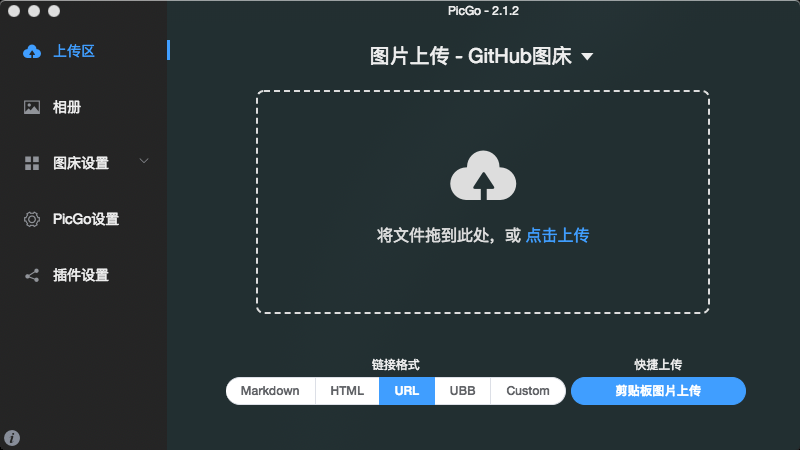 PicGo - 2.1.2
上传区
相册
图床设置
PicGo设置
插件设置
图片上传 - GitHub图床
将文件拖到此处，或 点击上传
链接格式
Markdown HTML URL UBB Custom
快捷上传
剪贴板图片上传
i